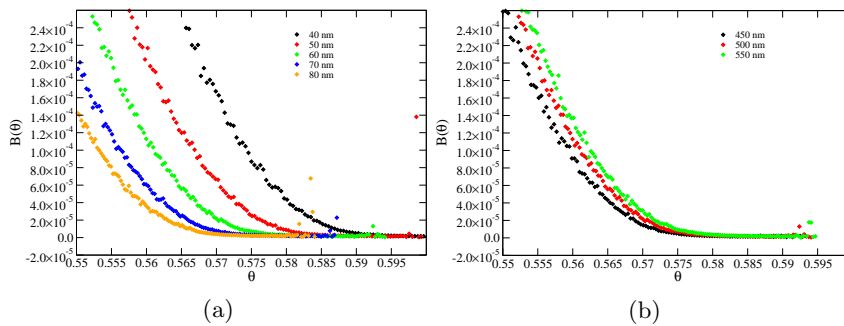 2.4×10⁻⁴
2.2×10⁻⁴
2.0×10⁻⁴
1.8×10⁻⁴
1.6×10⁻⁴
1.4×10⁻⁴
1.2×10⁻⁴
1.0×10⁻⁴
8.0×10⁻⁵
6.0×10⁻⁵
4.0×10⁻⁵
2.0×10⁻⁵
0.0
-2.0×10⁻⁵
B(θ)
40 nm
50 nm
60 nm
70 nm
80 nm
0.55 0.555 0.56 0.565 0.57 0.575 0.58 0.585 0.59 0.595
θ
(a)
2.4×10⁻⁴
2.2×10⁻⁴
2.0×10⁻⁴
1.8×10⁻⁴
1.6×10⁻⁴
1.4×10⁻⁴
1.2×10⁻⁴
1.0×10⁻⁴
8.0×10⁻⁵
6.0×10⁻⁵
4.0×10⁻⁵
2.0×10⁻⁵
0.0
-2.0×10⁻⁵
B(θ)
450 nm
500 nm
550 nm
0.55 0.555 0.56 0.565 0.57 0.575 0.58 0.585 0.59 0.595
θ
(b)